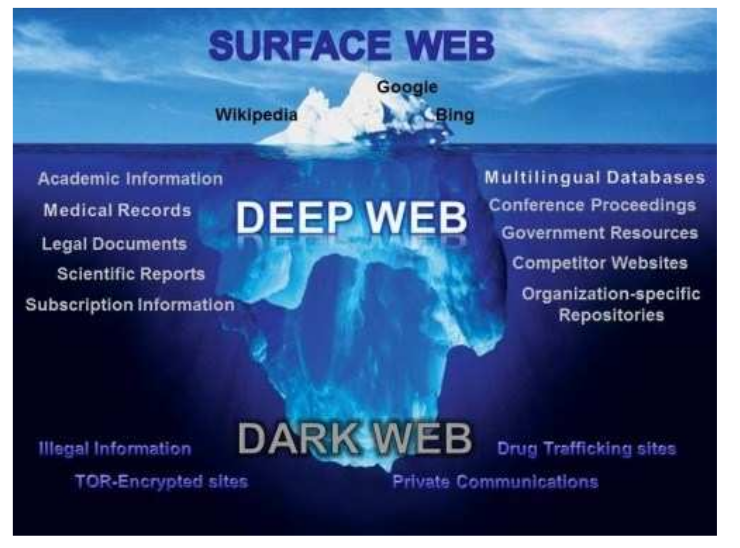 SURFACE WEB
Google
Wikipedia
Bing
Academic Information
Medical Records
Legal Documents
Scientific Reports
Subscription Information
DEEP WEB
Multilingual Databases
Conference Proceedings
Government Resources
Competitor Websites
Organization-specific
Repositories
DARK WEB
Illegal Information
TOR-Encrypted sites
Drug Trafficking sites
Private Communications